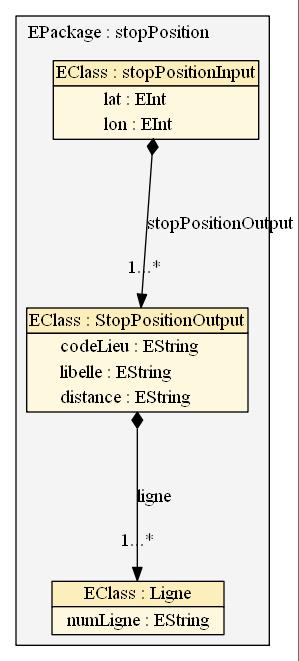 EPackage : stopPosition
EClass : stopPositionInput
lat : EInt
lon : EInt
stopPositionOutput
1...*
EClass : StopPositionOutput
codeLieu : EString
libelle : EString
distance : EString
ligne
1...*
EClass : Ligne
numLigne : EString